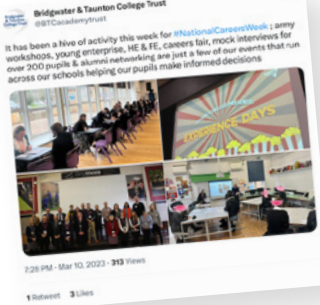 Bridgwater & Taunton College Trust
@BTCacademytrust
It has been a hive of activity this week for #NationalCareersWeek ; army
workshops, young enterprise, HE & FE, careers fair, mock interviews for
over 200 pupils & alumni networking are just a few of our events that run
across our schools helping our pupils make informed decisions
EXPERIENCE DAYS
7:26 PM · Mar 10, 2023 · 313 Views
1 Retweet 3 Likes